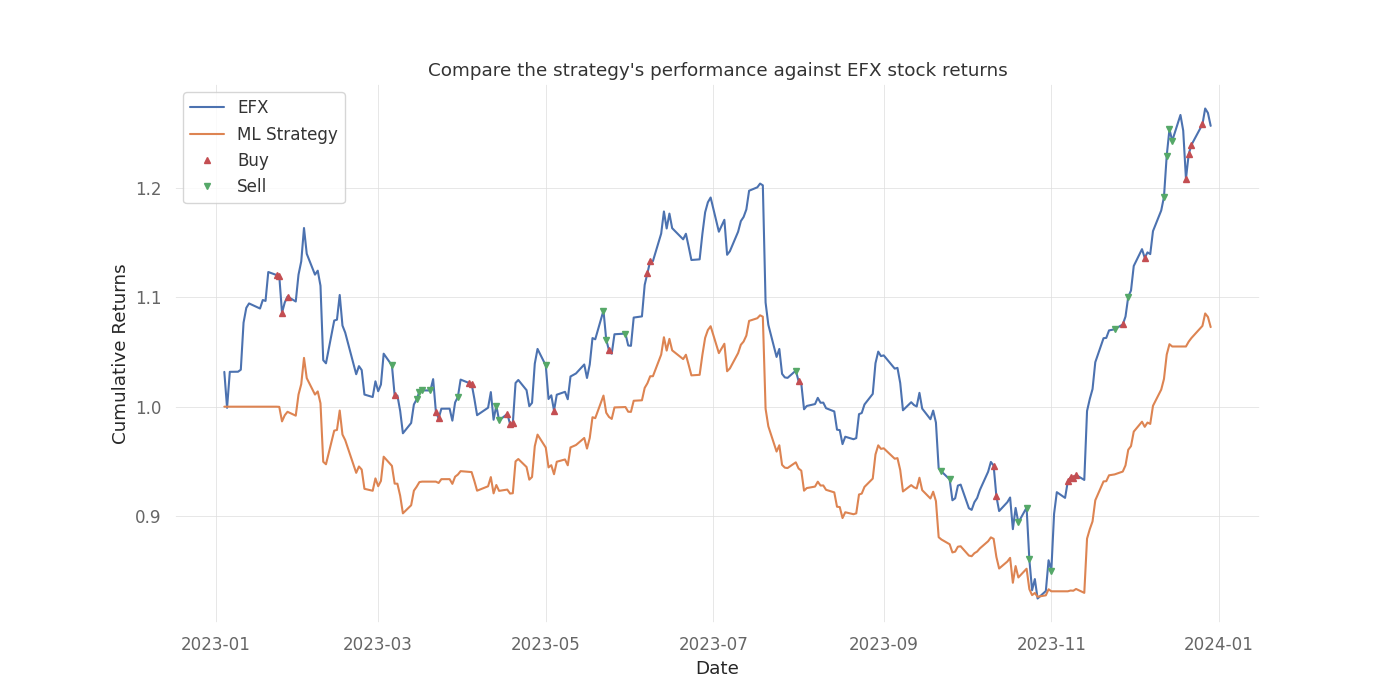 Compare the strategy's performance against EFX stock returns
EFX
ML Strategy
Buy
Sell
Cumulative Returns
1.2
1.1
1.0
0.9
2023-01 2023-03 2023-05 2023-07 2023-09 2023-11 2024-01
Date